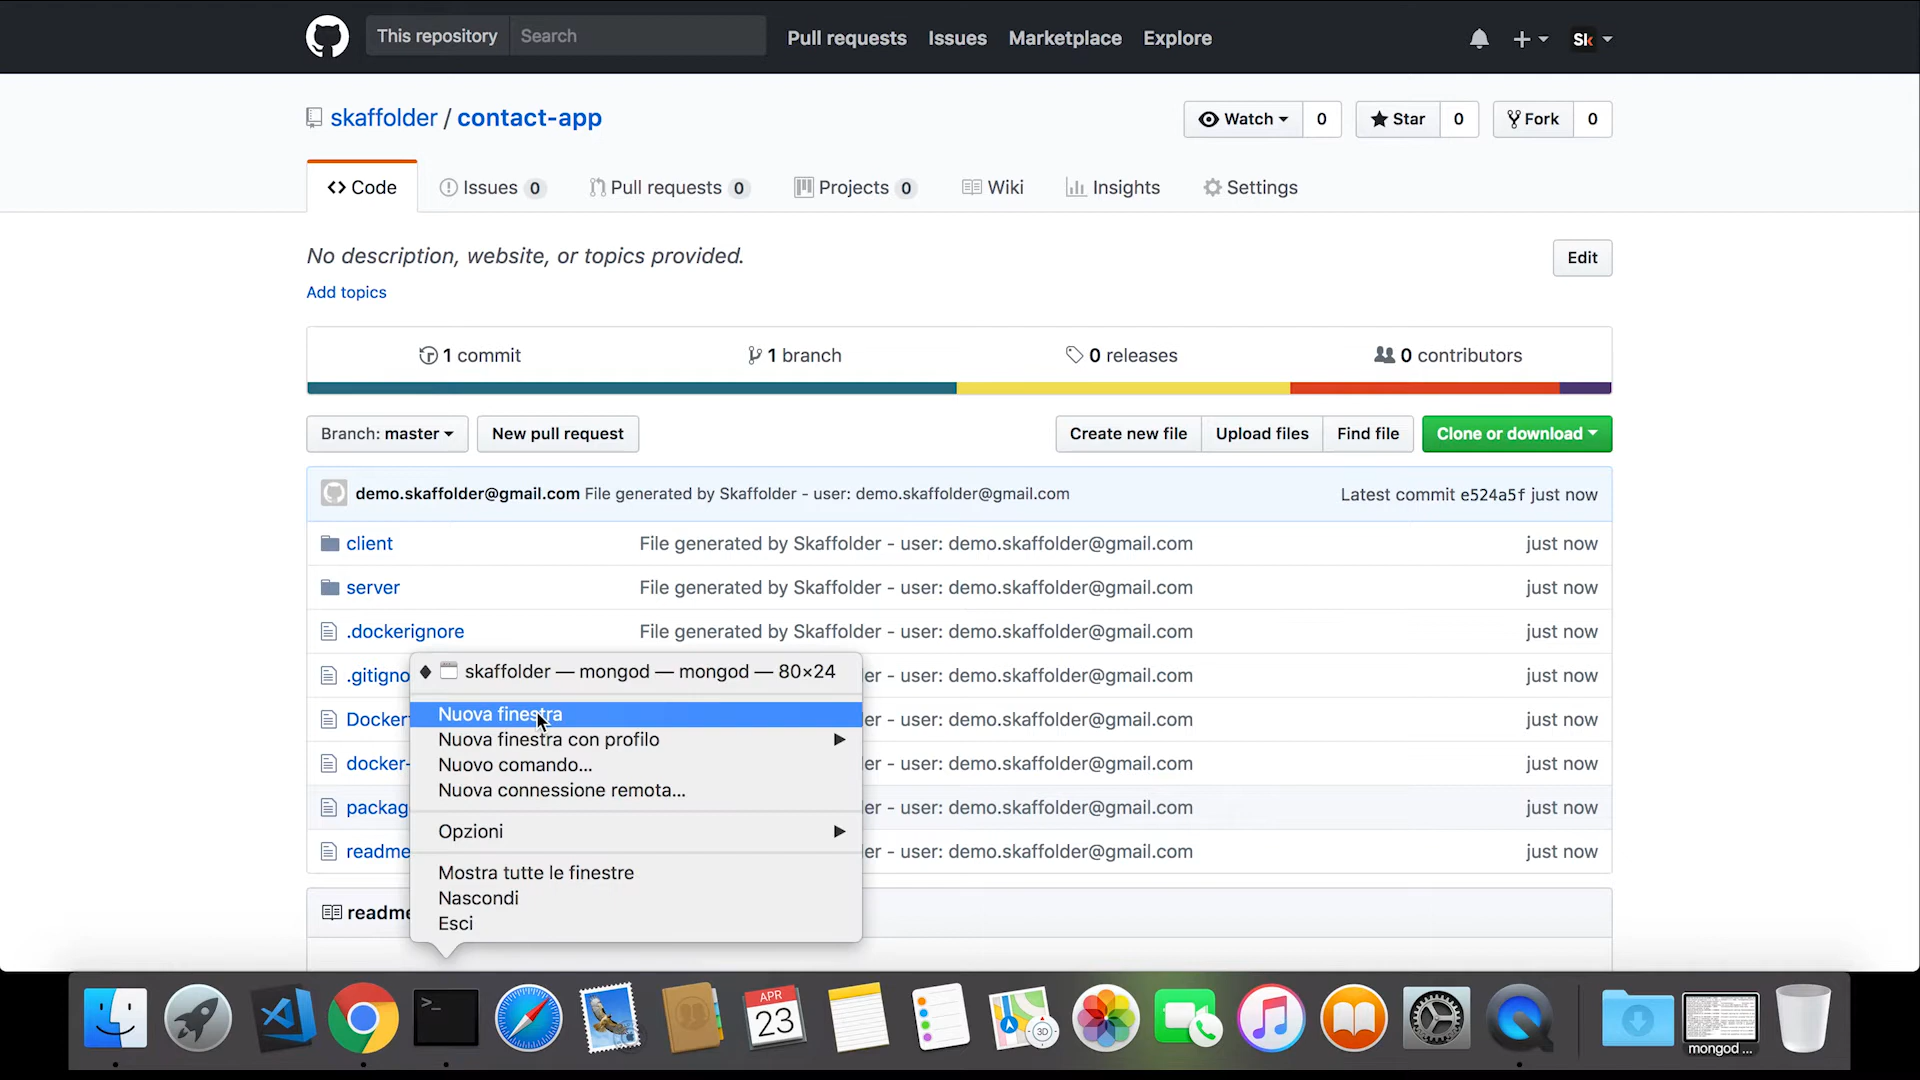 This repository Search Pull requests Issues Marketplace Explore Sk
skaffolder / contact-app Watch 0 Star 0 Fork 0
Code Issues 0 Pull requests 0 Projects 0 Wiki Insights Settings
No description, website, or topics provided. Edit
Add topics
1 commit 1 branch 0 releases 0 contributors
Branch: master New pull request Create new file Upload files Find file Clone or download
demo.skaffolder@gmail.com File generated by Skaffolder - user: demo.skaffolder@gmail.com Latest commit e524a5f just now
client File generated by Skaffolder - user: demo.skaffolder@gmail.com just now
server File generated by Skaffolder - user: demo.skaffolder@gmail.com just now
.dockerignore File generated by Skaffolder - user: demo.skaffolder@gmail.com just now
skaffolder — mongod — mongod — 80×24
.gitigno er - user: demo.skaffolder@gmail.com just now
Nuova finestra
Docker er - user: demo.skaffolder@gmail.com just now
Nuova finestra con profilo
docker- er - user: demo.skaffolder@gmail.com just now
Nuovo comando...
Nuova connessione remota...
packag er - user: demo.skaffolder@gmail.com just now
Opzioni
readme er - user: demo.skaffolder@gmail.com just now
Mostra tutte le finestre
Nascondi
readme
Esci
APR
23
3D
mongod ...